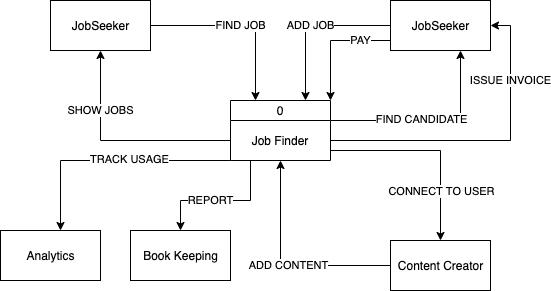 JobSeeker
FIND JOB
ADD JOB
JobSeeker
PAY
ISSUE INVOICE
SHOW JOBS
0
FIND CANDIDATE
Job Finder
TRACK USAGE
CONNECT TO USER
REPORT
Analytics
Book Keeping
ADD CONTENT
Content Creator